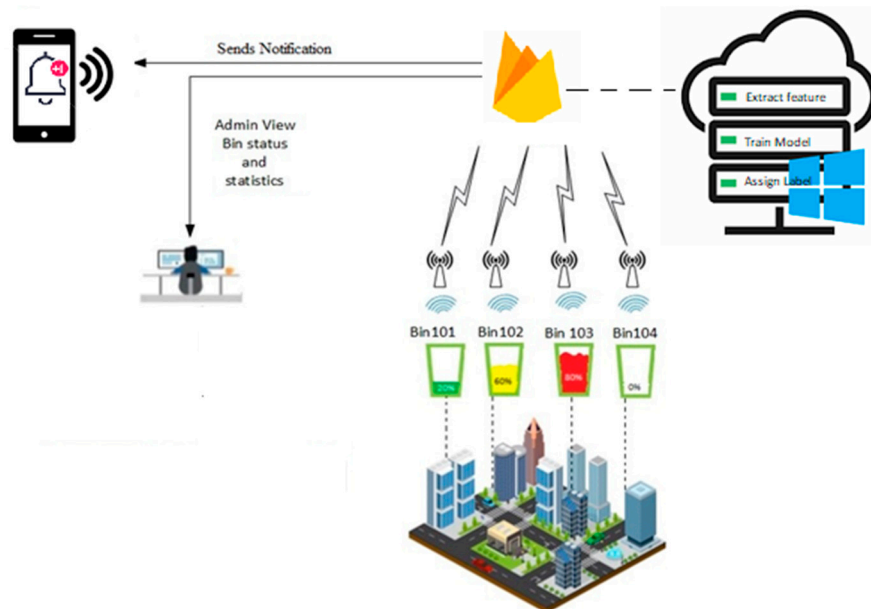 Sends Notification
+1
Admin View
Bin status
and
statistics
Extract feature
Train Model
Assign Label
Bin101
Bin102
Bin 103
Bin104
20%
60%
80%
0%